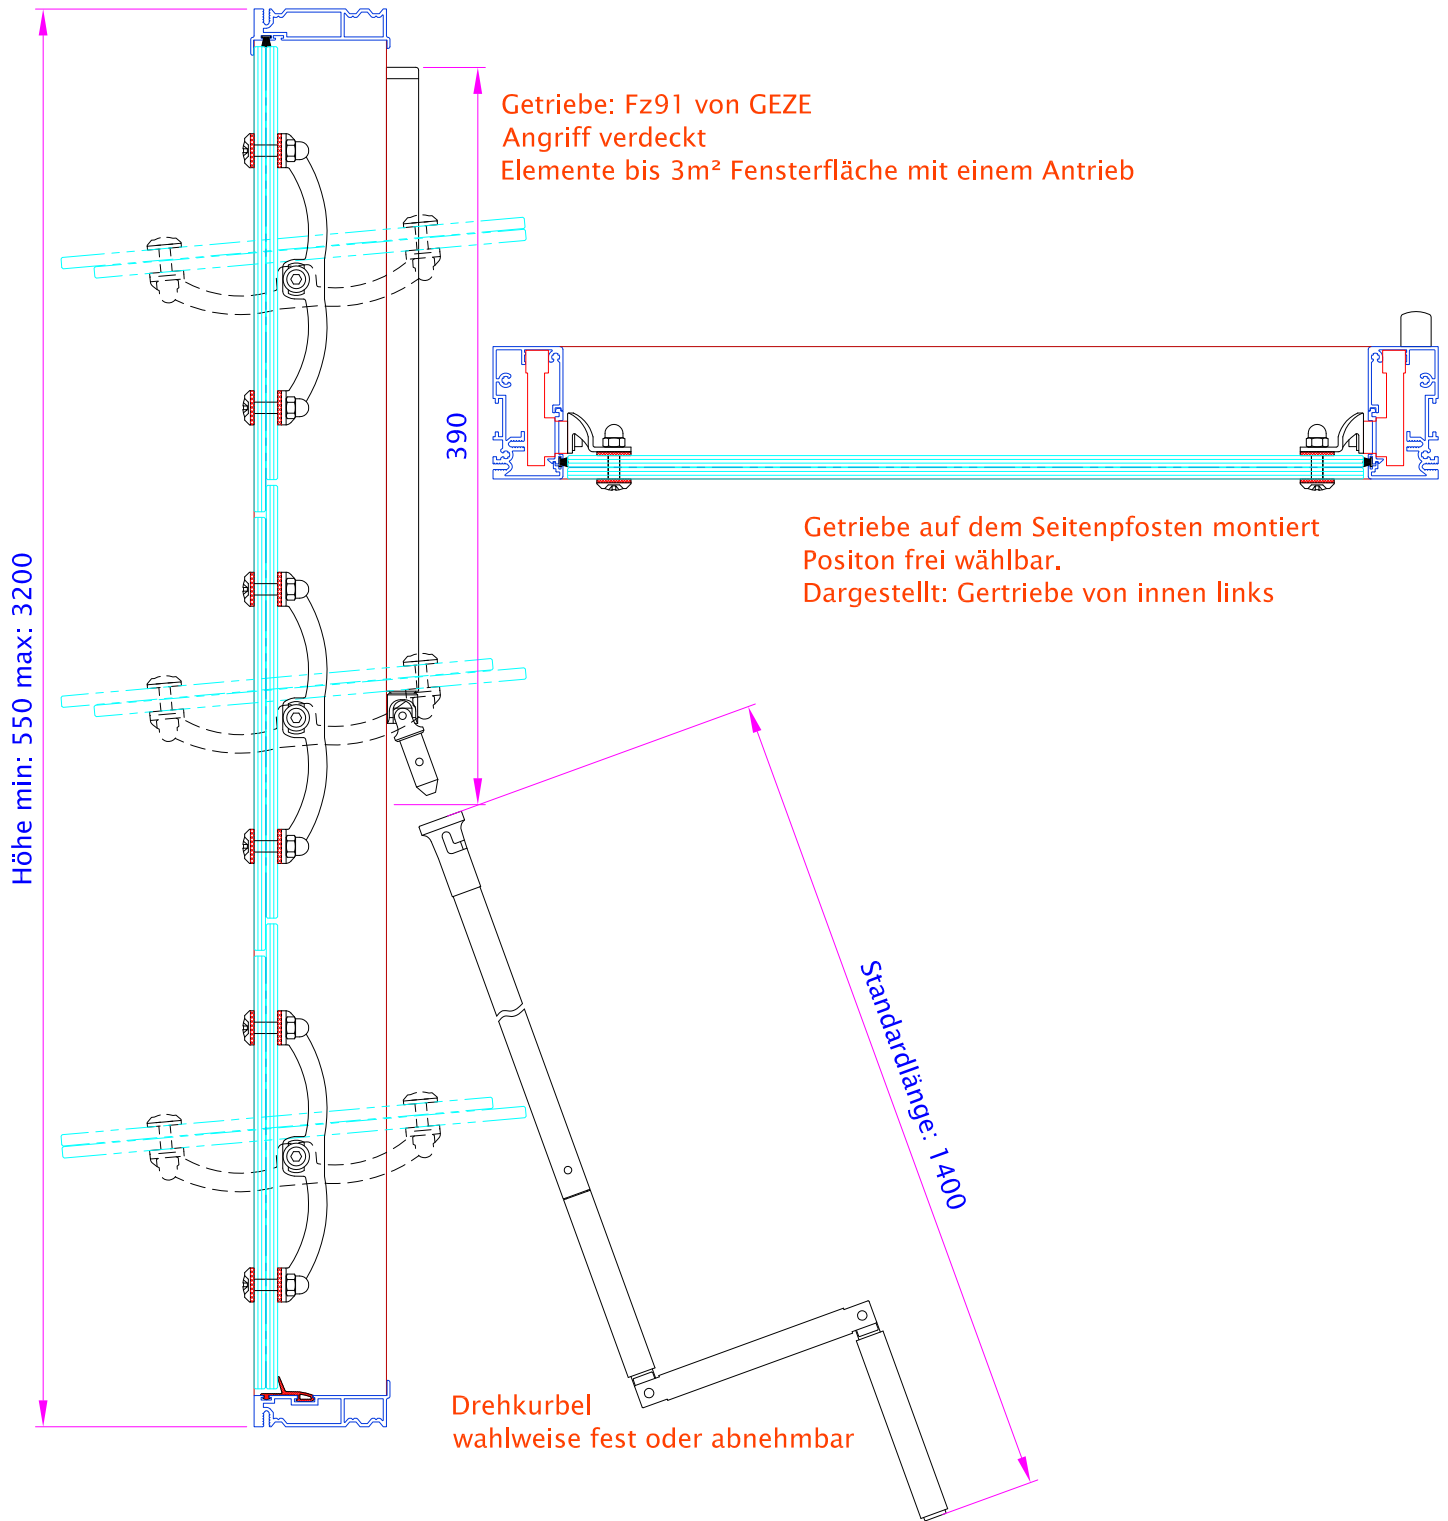 Getriebe: Fz91 von GEZE
Angriff verdeckt
Elemente bis 3m² Fensterfläche mit einem Antrieb
390
Getriebe auf dem Seitenpfosten montiert
Positon frei wählbar.
Dargestellt: Gertriebe von innen links
Höhe min: 550 max: 3200
Standardlänge: 1400
Drehkurbel
wahlweise fest oder abnehmbar